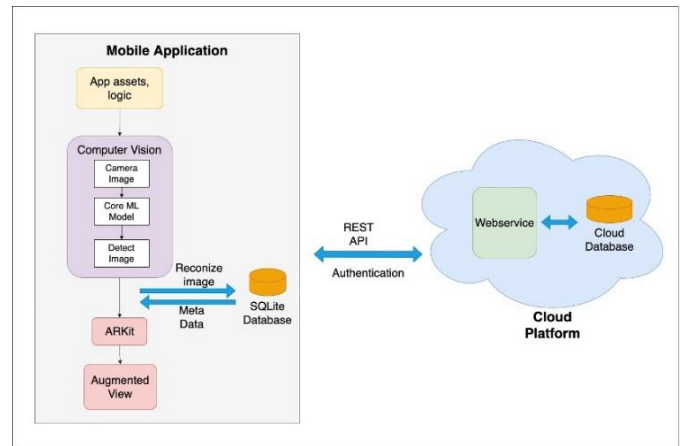 Mobile Application
App assets,
logic
Computer Vision
Camera
Image
Core ML
Model
Detect
Image
Reconize
image
Meta
Data
SQLite
Database
ARKit
Augmented
View
REST
API
Authentication
Webservice
Cloud
Database
Cloud
Platform